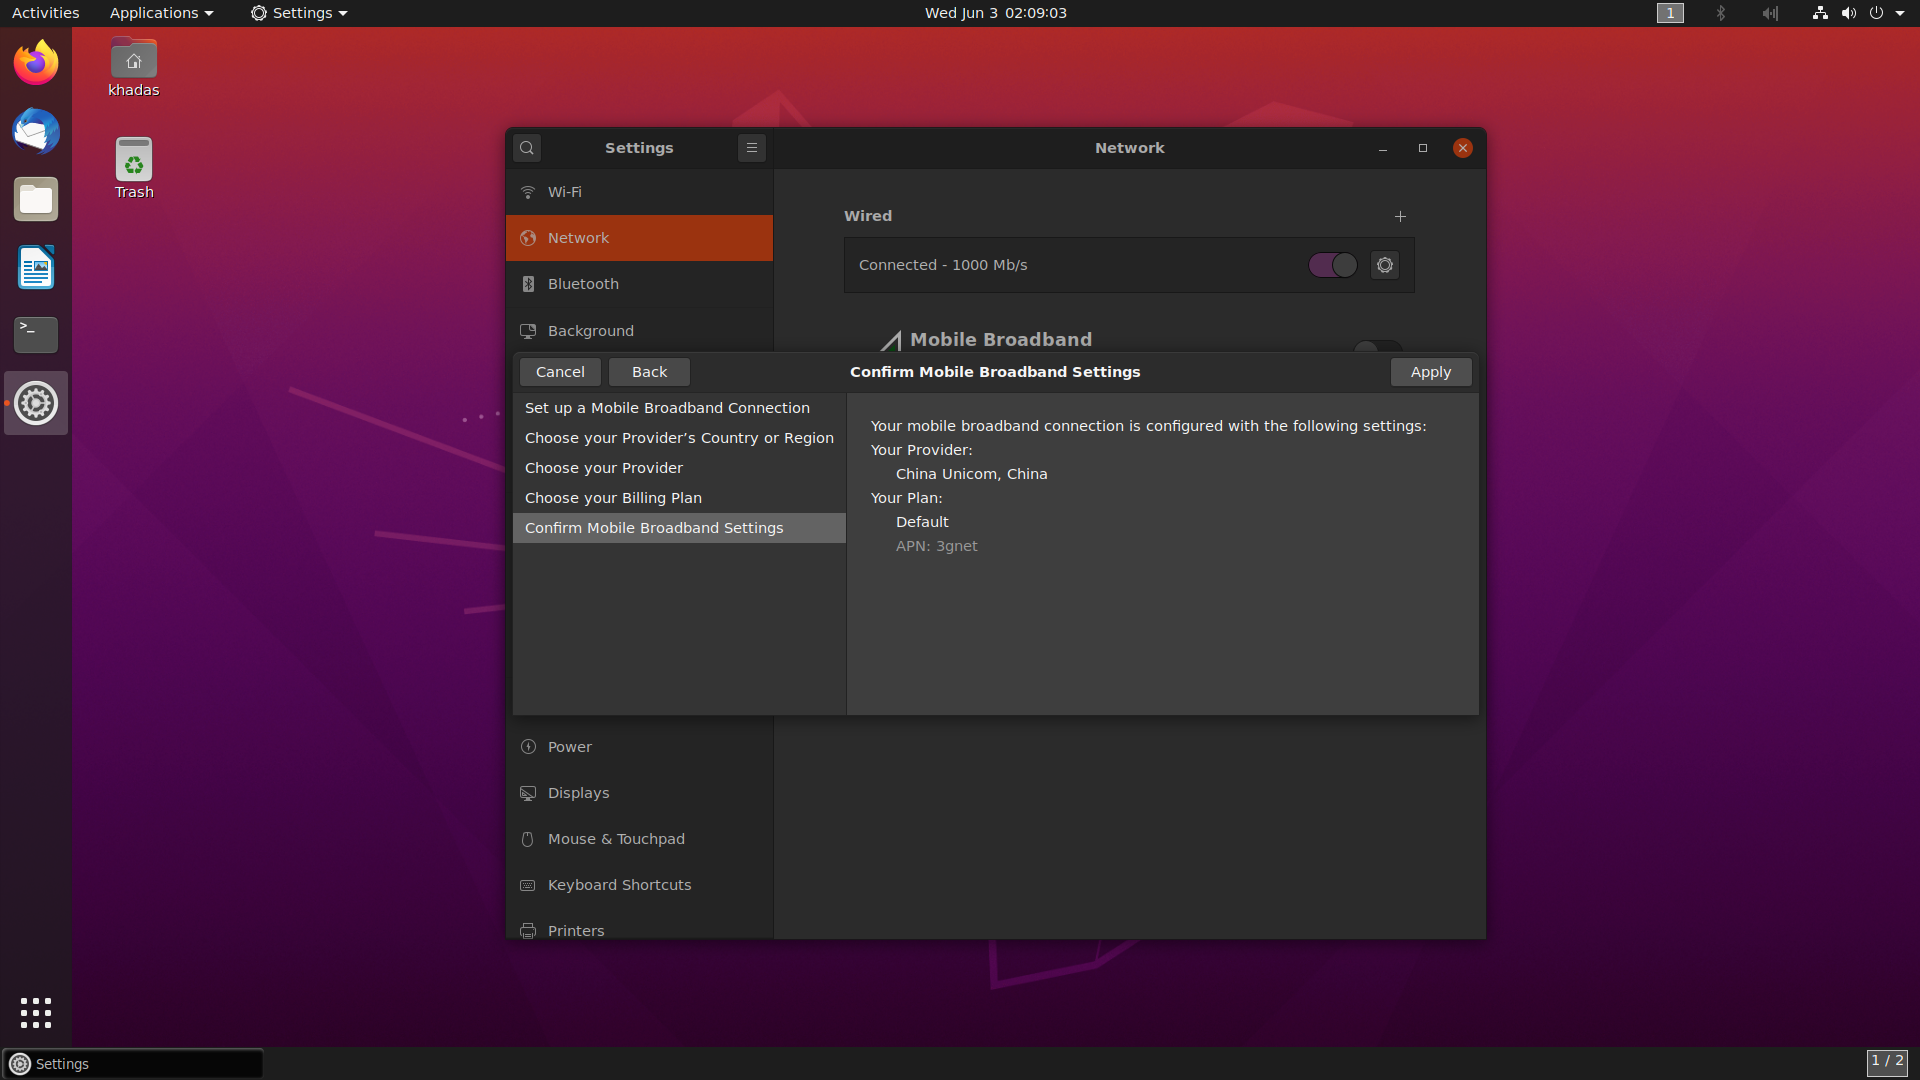 Activities
Applications
Settings
Wed Jun 3 02:09:03
1
khadas
Trash
Settings
Network
Wi-Fi
Network
Bluetooth
Background
Wired
Connected - 1000 Mb/s
Mobile Broadband
Cancel
Back
Confirm Mobile Broadband Settings
Apply
Set up a Mobile Broadband Connection
Choose your Provider’s Country or Region
Choose your Provider
Choose your Billing Plan
Confirm Mobile Broadband Settings
Your mobile broadband connection is configured with the following settings:
Your Provider:
China Unicom, China
Your Plan:
Default
APN: 3gnet
Power
Displays
Mouse & Touchpad
Keyboard Shortcuts
Printers
Settings
1 / 2